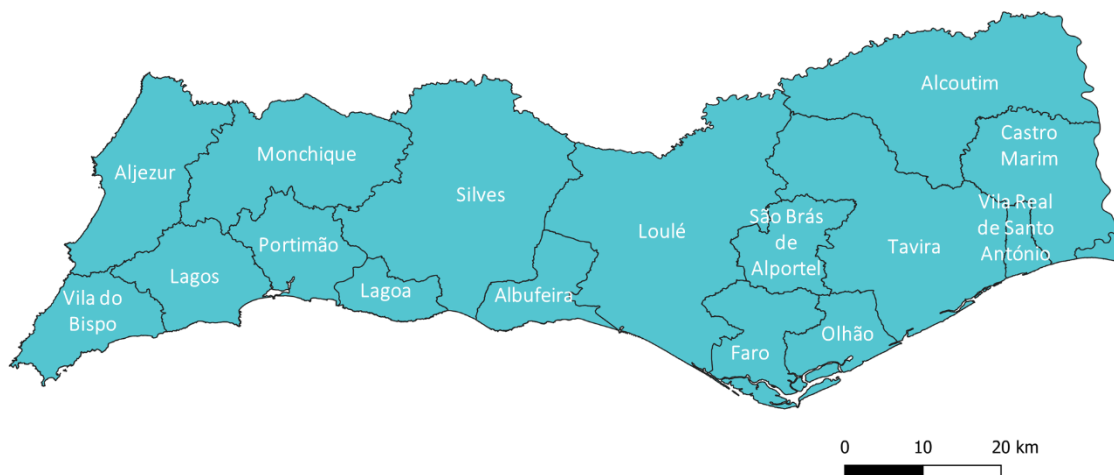 Alcoutim
Castro
Marim
Monchique
Aljezur
Silves
Vila Real
de Santo
António
São Brás
de
Alportel
Loulé
Portimão
Tavira
Lagos
Lagoa
Albufeira
Vila do
Bispo
Olhão
Faro
0 10 20 km